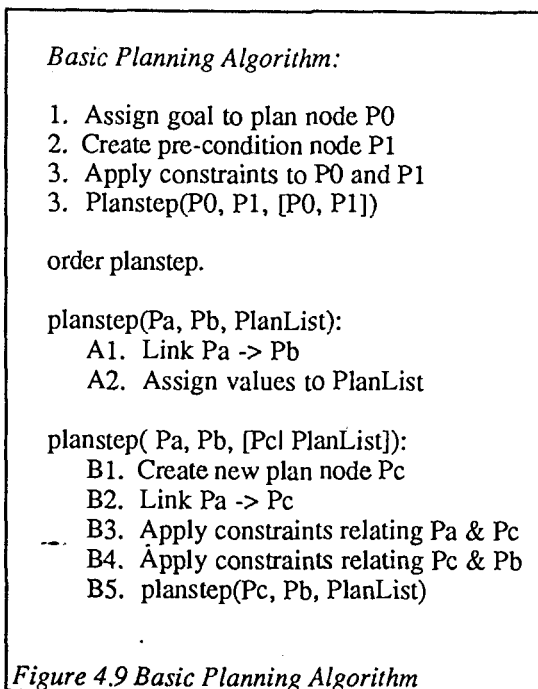 Basic Planning Algorithm:
1. Assign goal to plan node P0
2. Create pre-condition node P1
3. Apply constraints to P0 and P1
3. Planstep(P0, P1, [P0, P1])
order planstep.
planstep(Pa, Pb, PlanList):
A1. Link Pa -> Pb
A2. Assign values to PlanList
planstep( Pa, Pb, [Pc| PlanList]):
B1. Create new plan node Pc
B2. Link Pa -> Pc
B3. Apply constraints relating Pa & Pc
B4. Apply constraints relating Pc & Pb
B5. planstep(Pc, Pb, PlanList)
Figure 4.9 Basic Planning Algorithm